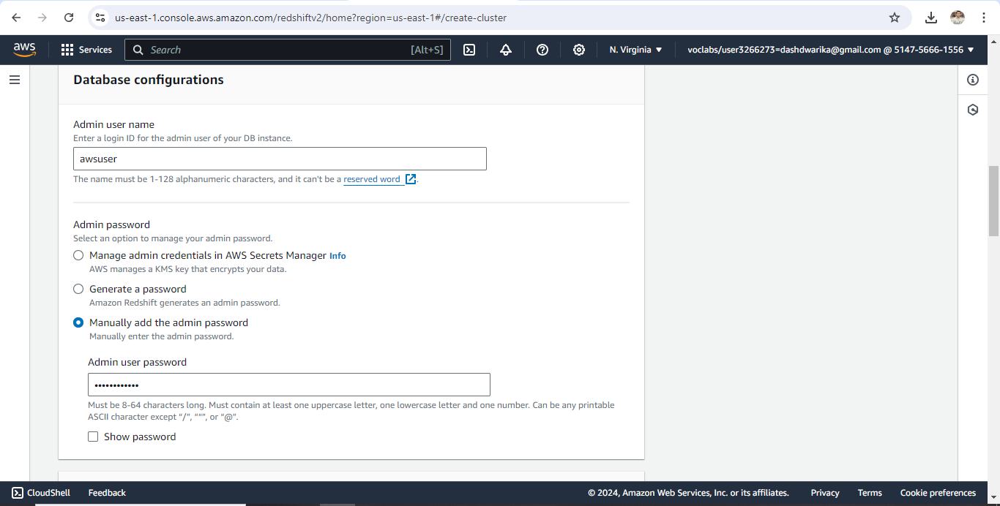 us-east-1.console.aws.amazon.com/redshiftv2/home?region=us-east-1#/create-cluster
aws
Services
Search
[Alt+S]
N. Virginia
voclabs/user3266273=dashdwarika@gmail.com @ 5147-5666-1556
Database configurations
Admin user name
Enter a login ID for the admin user of your DB instance.
awsuser
The name must be 1-128 alphanumeric characters, and it can't be a reserved word .
Admin password
Select an option to manage your admin password.
Manage admin credentials in AWS Secrets Manager Info
AWS manages a KMS key that encrypts your data.
Generate a password
Amazon Redshift generates an admin password.
Manually add the admin password
Manually enter the admin password.
Admin user password
••••••••••••
Must be 8-64 characters long. Must contain at least one uppercase letter, one lowercase letter and one number. Can be any printable
ASCII character except “/”, “"”, or “@”.
Show password
CloudShell
Feedback
© 2024, Amazon Web Services, Inc. or its affiliates.
Privacy
Terms
Cookie preferences